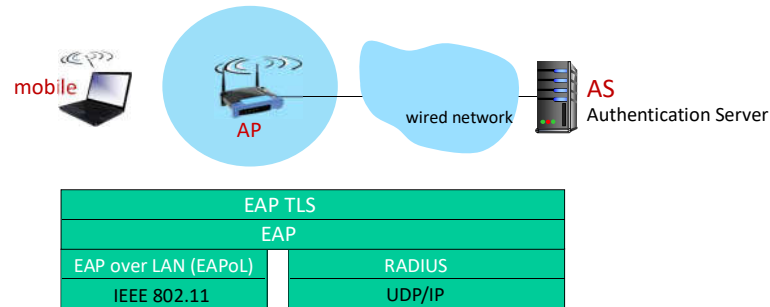 mobile
AP
wired network
AS
Authentication Server
EAP TLS
EAP
EAP over LAN (EAPoL)
RADIUS
IEEE 802.11
UDP/IP